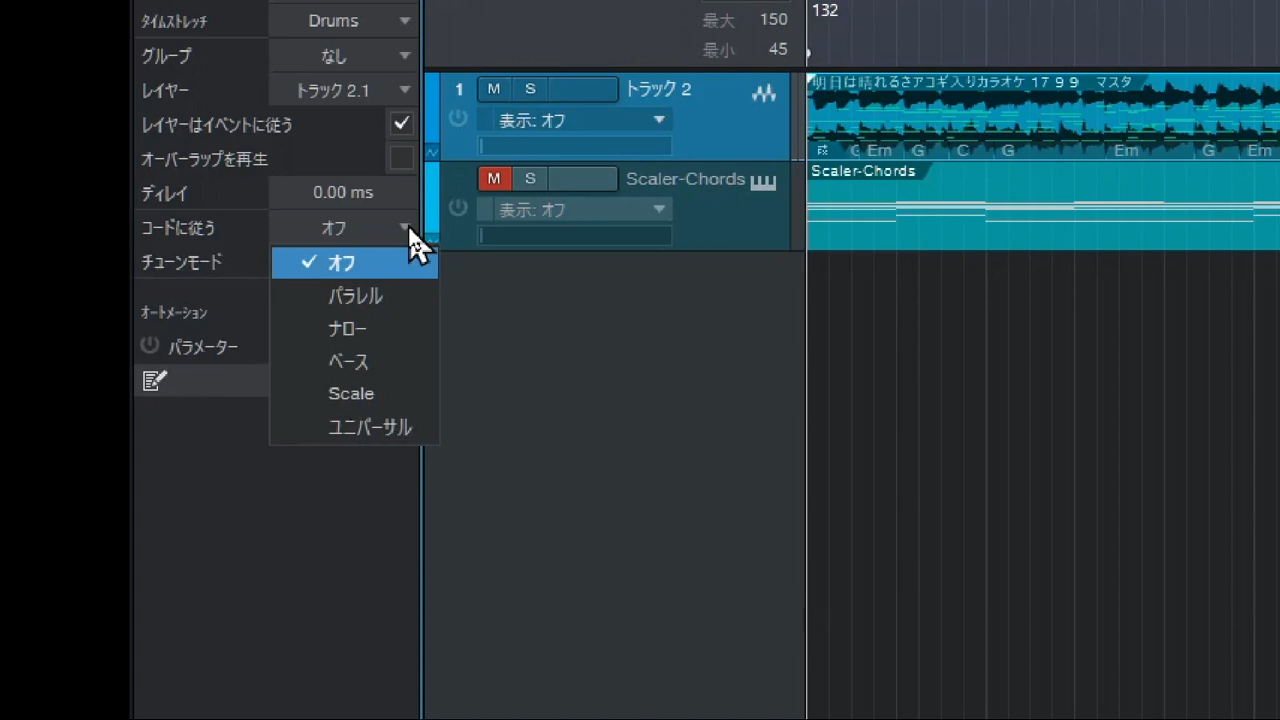 タイムストレッチ Drums
グループ なし
レイヤー トラック 2.1
レイヤーはイベントに従う
オーバーラップを再生
ディレイ 0.00 ms
コードに従う オフ
チューンモード
オフ
パラレル
ナロー
ベース
Scale
ユニバーサル
オートメーション
パラメーター
最大 150
最小 45
132
1 M S トラック 2
表示: オフ
M S Scaler-Chords
表示: オフ
明日は晴れるさアコギ入りカラオケ 1 7 9 9 マスタ
Em G C G Em G Em
Scaler-Chords